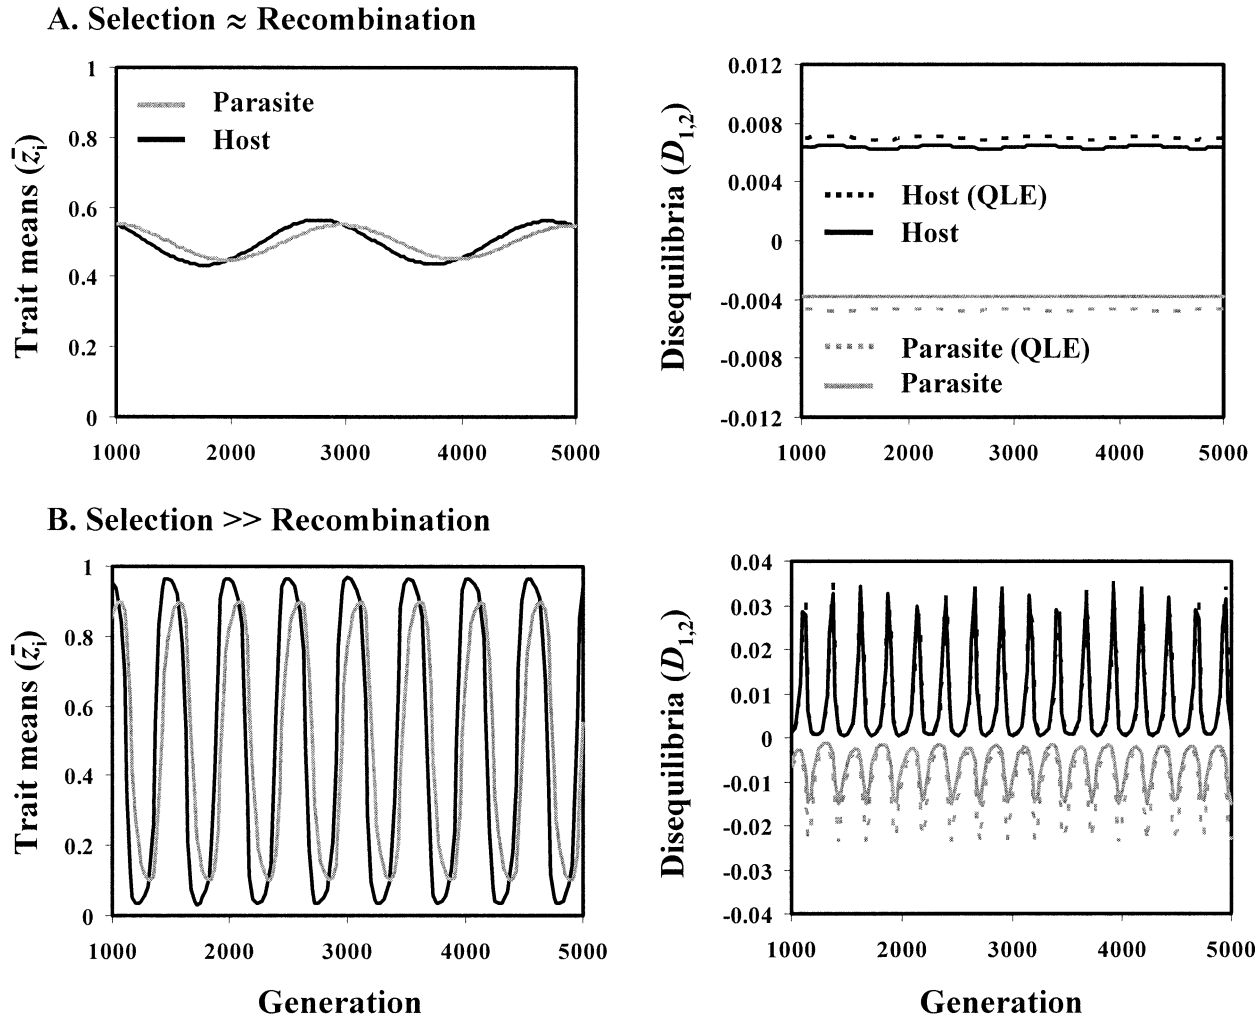 A. Selection ≈ Recombination
Trait means (z̄i)
1
0.8
0.6
0.4
0.2
0
Parasite
Host
1000 2000 3000 4000 5000
Disequilibria (D1,2)
0.012
0.008
0.004
0
-0.004
-0.008
-0.012
Host (QLE)
Host
Parasite (QLE)
Parasite
1000 2000 3000 4000 5000
B. Selection >> Recombination
Trait means (z̄i)
1
0.8
0.6
0.4
0.2
0
1000 2000 3000 4000 5000
Generation
Disequilibria (D1,2)
0.04
0.03
0.02
0.01
0
-0.01
-0.02
-0.03
-0.04
1000 2000 3000 4000 5000
Generation